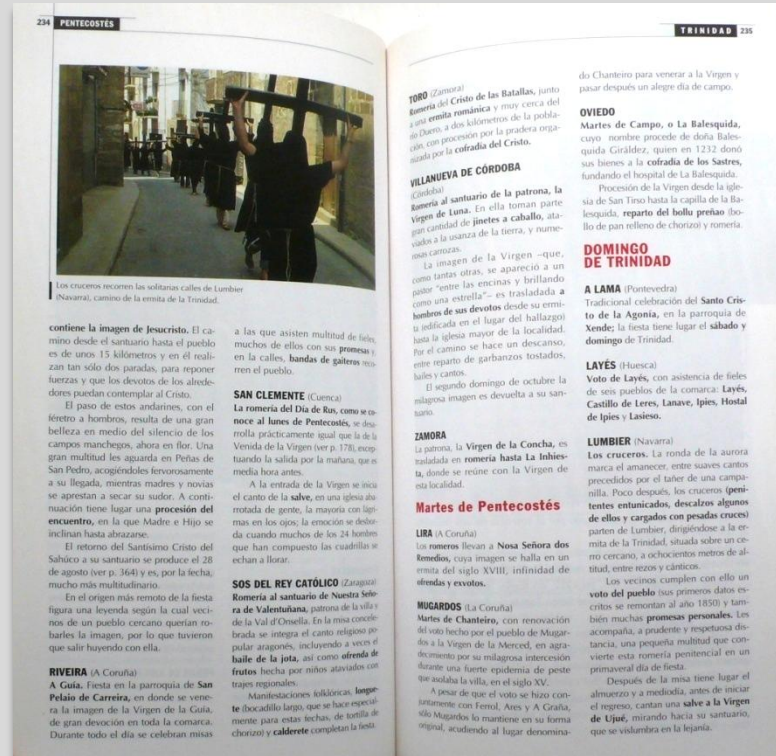 234 PENTECOSTÉS
Los cruceros recorren las solitarias calles de Lumbier
(Navarra), camino de la ermita de la Trinidad.
contiene la imagen de Jesucristo. El ca-
mino desde el santuario hasta el pueblo
es de unos 15 kilómetros y en él reali-
zan tan sólo dos paradas, para reponer
fuerzas y que los devotos de los alrede-
dores puedan contemplar al Cristo.
El paso de estos andarines, con el
féretro a hombros, resulta de una gran
belleza en medio del silencio de los
campos manchegos, ahora en flor. Una
gran multitud les aguarda en Peñas de
San Pedro, acogiéndoles fervorosamente
a su llegada, mientras madres y novias
se aprestan a secar su sudor. A conti-
nuación tiene lugar una procesión del
encuentro, en la que Madre e Hijo se
inclinan hasta abrazarse.
El retorno del Santísimo Cristo del
Sahúco a su santuario se produce el 28
de agosto (ver p. 364) y es, por la fecha,
mucho más multitudinario.
En el origen más remoto de la fiesta
figura una leyenda según la cual veci-
nos de un pueblo cercano querían ro-
barles la imagen, por lo que tuvieron
que salir huyendo con ella.
RIVEIRA (A Coruña)
A Guía. Fiesta en la parroquia de San
Pelaio de Carreira, en donde se vene-
ra la imagen de la Virgen de la Guía,
de gran devoción en toda la comarca.
Durante todo el día se celebran misas
a las que asisten multitud de fieles,
muchos de ellos con sus promesas y
en la calles, bandas de gaiteros reco-
rren el pueblo.
SAN CLEMENTE (Cuenca)
La romería del Día de Rus, como se co-
noce al lunes de Pentecostés, se desa-
rrolla prácticamente igual que la de la
Venida de la Virgen (ver p. 178), excep-
tuando la salida por la mañana, que es
media hora antes.
A la entrada de la Virgen se inicia
el canto de la salve, en una iglesia aba-
rrotada de gente, la mayoría con lágri-
mas en los ojos; la emoción se desbor-
da cuando muchos de los 24 hombres
que han compuesto las cuadrillas se
echan a llorar.
SOS DEL REY CATÓLICO (Zaragoza)
Romería al santuario de Nuestra Seño-
ra de Valentuñana, patrona de la villa y
de la Val d'Onsella. En la misa concele-
brada se integra el canto religioso po-
pular aragonés, incluyendo a veces el
baile de la jota, así como ofrenda de
frutos hecha por niños ataviados con
trajes regionales.
Manifestaciones folklóricas, longue-
te (bocadillo largo, que se hace especial-
mente para estas fechas, de tortilla de
chorizo) y calderete completan la fiesta.
TRINIDAD 235
TORO (Zamora)
Romería del Cristo de las Batallas, junto
a una ermita románica y muy cerca del
río Duero, a dos kilómetros de la pobla-
ción, con procesión por la pradera orga-
nizada por la cofradía del Cristo.
VILLANUEVA DE CÓRDOBA
(Córdoba)
Romería al santuario de la patrona, la
Virgen de Luna. En ella toman parte
gran cantidad de jinetes a caballo, ata-
viados a la usanza de la tierra, y nume-
rosas carrozas.
La imagen de la Virgen –que,
como tantas otras, se apareció a un
pastor "entre las encinas y brillando
como una estrella"– es trasladada a
hombros de sus devotos desde su ermi-
ta (edificada en el lugar del hallazgo)
hasta la iglesia mayor de la localidad.
Por el camino se hace un descanso,
entre reparto de garbanzos tostados,
bailes y cantos.
El segundo domingo de octubre la
milagrosa imagen es devuelta a su san-
tuario.
ZAMORA
La patrona, la Virgen de la Concha, es
trasladada en romería hasta La Inhies-
ta, donde se reúne con la Virgen de
esta localidad.
Martes de Pentecostés
LIRA (A Coruña)
Los romeros llevan a Nosa Señora dos
Remedios, cuya imagen se halla en un
ermita del siglo XVIII, infinidad de
ofrendas y exvotos.
MUGARDOS (La Coruña)
Martes de Chanteiro, con renovación
del voto hecho por el pueblo de Mugar-
dos a la Virgen de la Merced, en agra-
decimiento por su milagrosa intercesión
durante una fuerte epidemia de peste
que asolaba la villa, en el siglo XV.
A pesar de que el voto se hizo con-
juntamente con Ferrol, Ares y A Graña,
sólo Mugardos lo mantiene en su forma
original, acudiendo al lugar denomina-
do Chanteiro para venerar a la Virgen y
pasar después un alegre día de campo.
OVIEDO
Martes de Campo, o La Balesquida,
cuyo nombre procede de doña Bales-
quida Giráldez, quien en 1232 donó
sus bienes a la cofradía de los Sastres,
fundando el hospital de La Balesquida.
Procesión de la Virgen desde la igle-
sia de San Tirso hasta la capilla de la Ba-
lesquida, reparto del bollu preñao (bo-
llo de pan relleno de chorizo) y romería.
DOMINGO
DE TRINIDAD
A LAMA (Pontevedra)
Tradicional celebración del Santo Cris-
to de la Agonía, en la parroquia de
Xende; la fiesta tiene lugar el sábado y
domingo de Trinidad.
LAYÉS (Huesca)
Voto de Layés, con asistencia de fieles
de seis pueblos de la comarca: Layés,
Castillo de Leres, Lanave, Ipies, Hostal
de Ipies y Lasieso.
LUMBIER (Navarra)
Los cruceros. La ronda de la aurora
marca el amanecer, entre suaves cantos
precedidos por el tañer de una campa-
nilla. Poco después, los cruceros (peni-
tentes entunicados, descalzos algunos
de ellos y cargados con pesadas cruces)
parten de Lumbier, dirigiéndose a la er-
mita de la Trinidad, situada sobre un ce-
rro cercano, a ochocientos metros de al-
titud, entre rezos y cánticos.
Los vecinos cumplen con ello un
voto del pueblo (sus primeros datos es-
critos se remontan al año 1850) y tam-
bién muchas promesas personales. Les
acompaña, a prudente y respetuosa dis-
tancia, una pequeña multitud que con-
vierte esta romería penitencial en un
primaveral día de fiesta.
Después de la misa tiene lugar el
almuerzo y a mediodía, antes de iniciar
el regreso, cantan una salve a la Virgen
de Ujué, mirando hacia su santuario,
que se vislumbra en la lejanía.